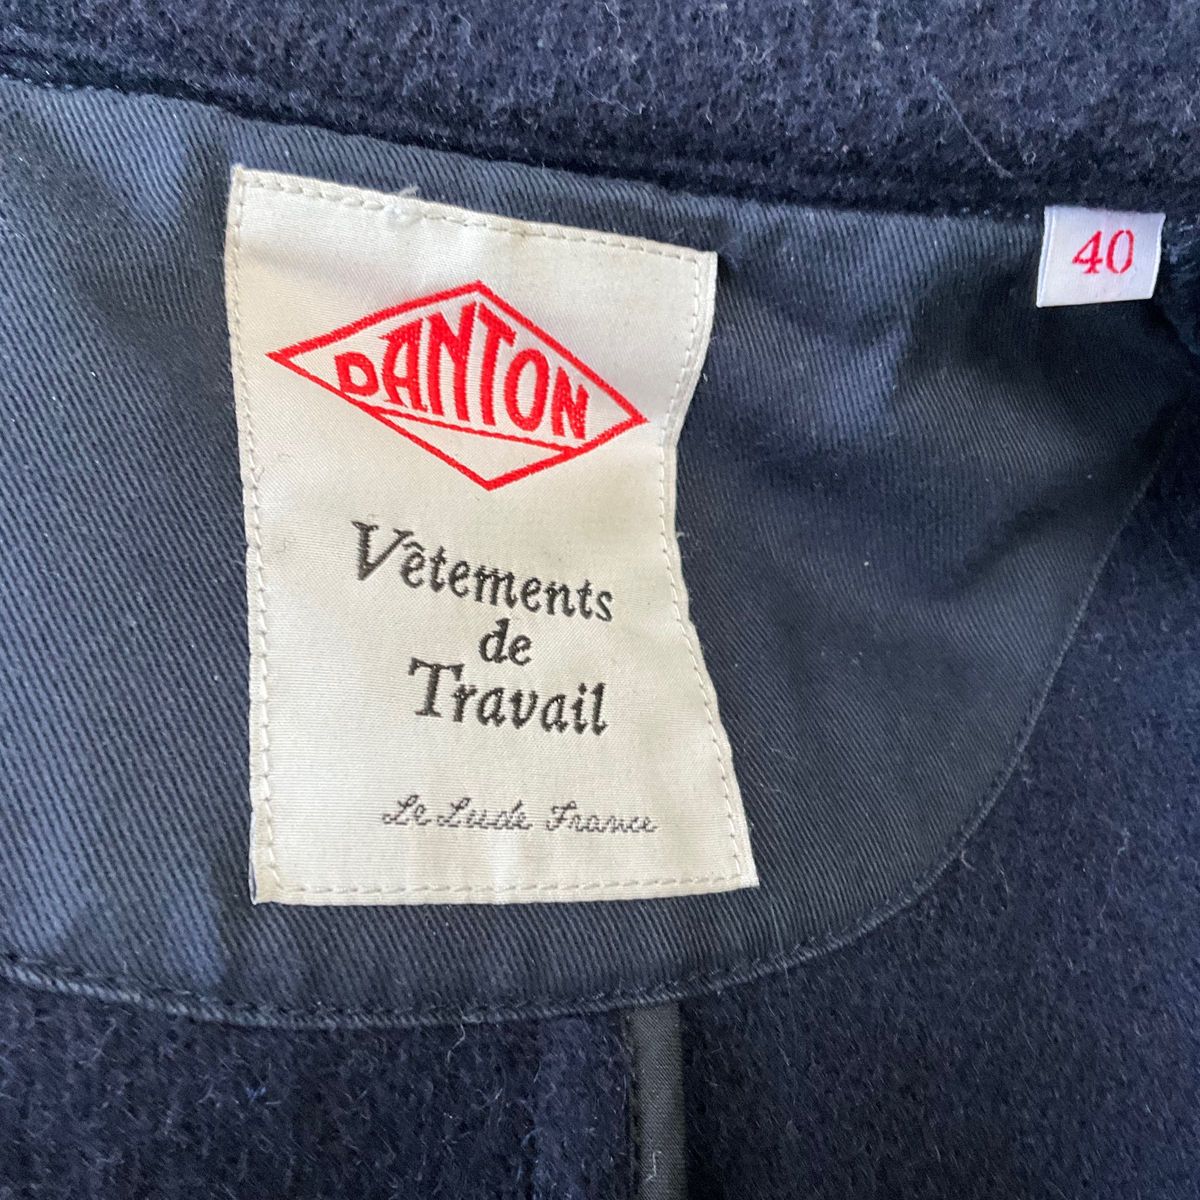 DANTON
Vêtements
de
Travail
Le Lude France
40